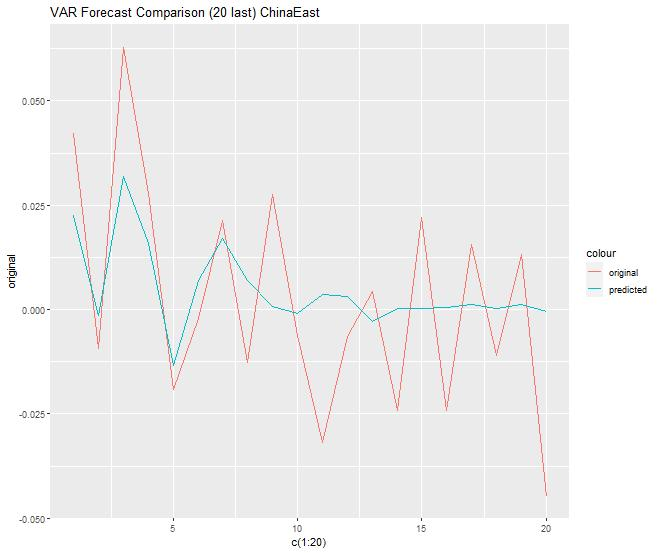 VAR Forecast Comparison (20 last) ChinaEast
original
0.050
0.025
0.000
-0.025
-0.050
5
10
15
20
c(1:20)
colour
original
predicted